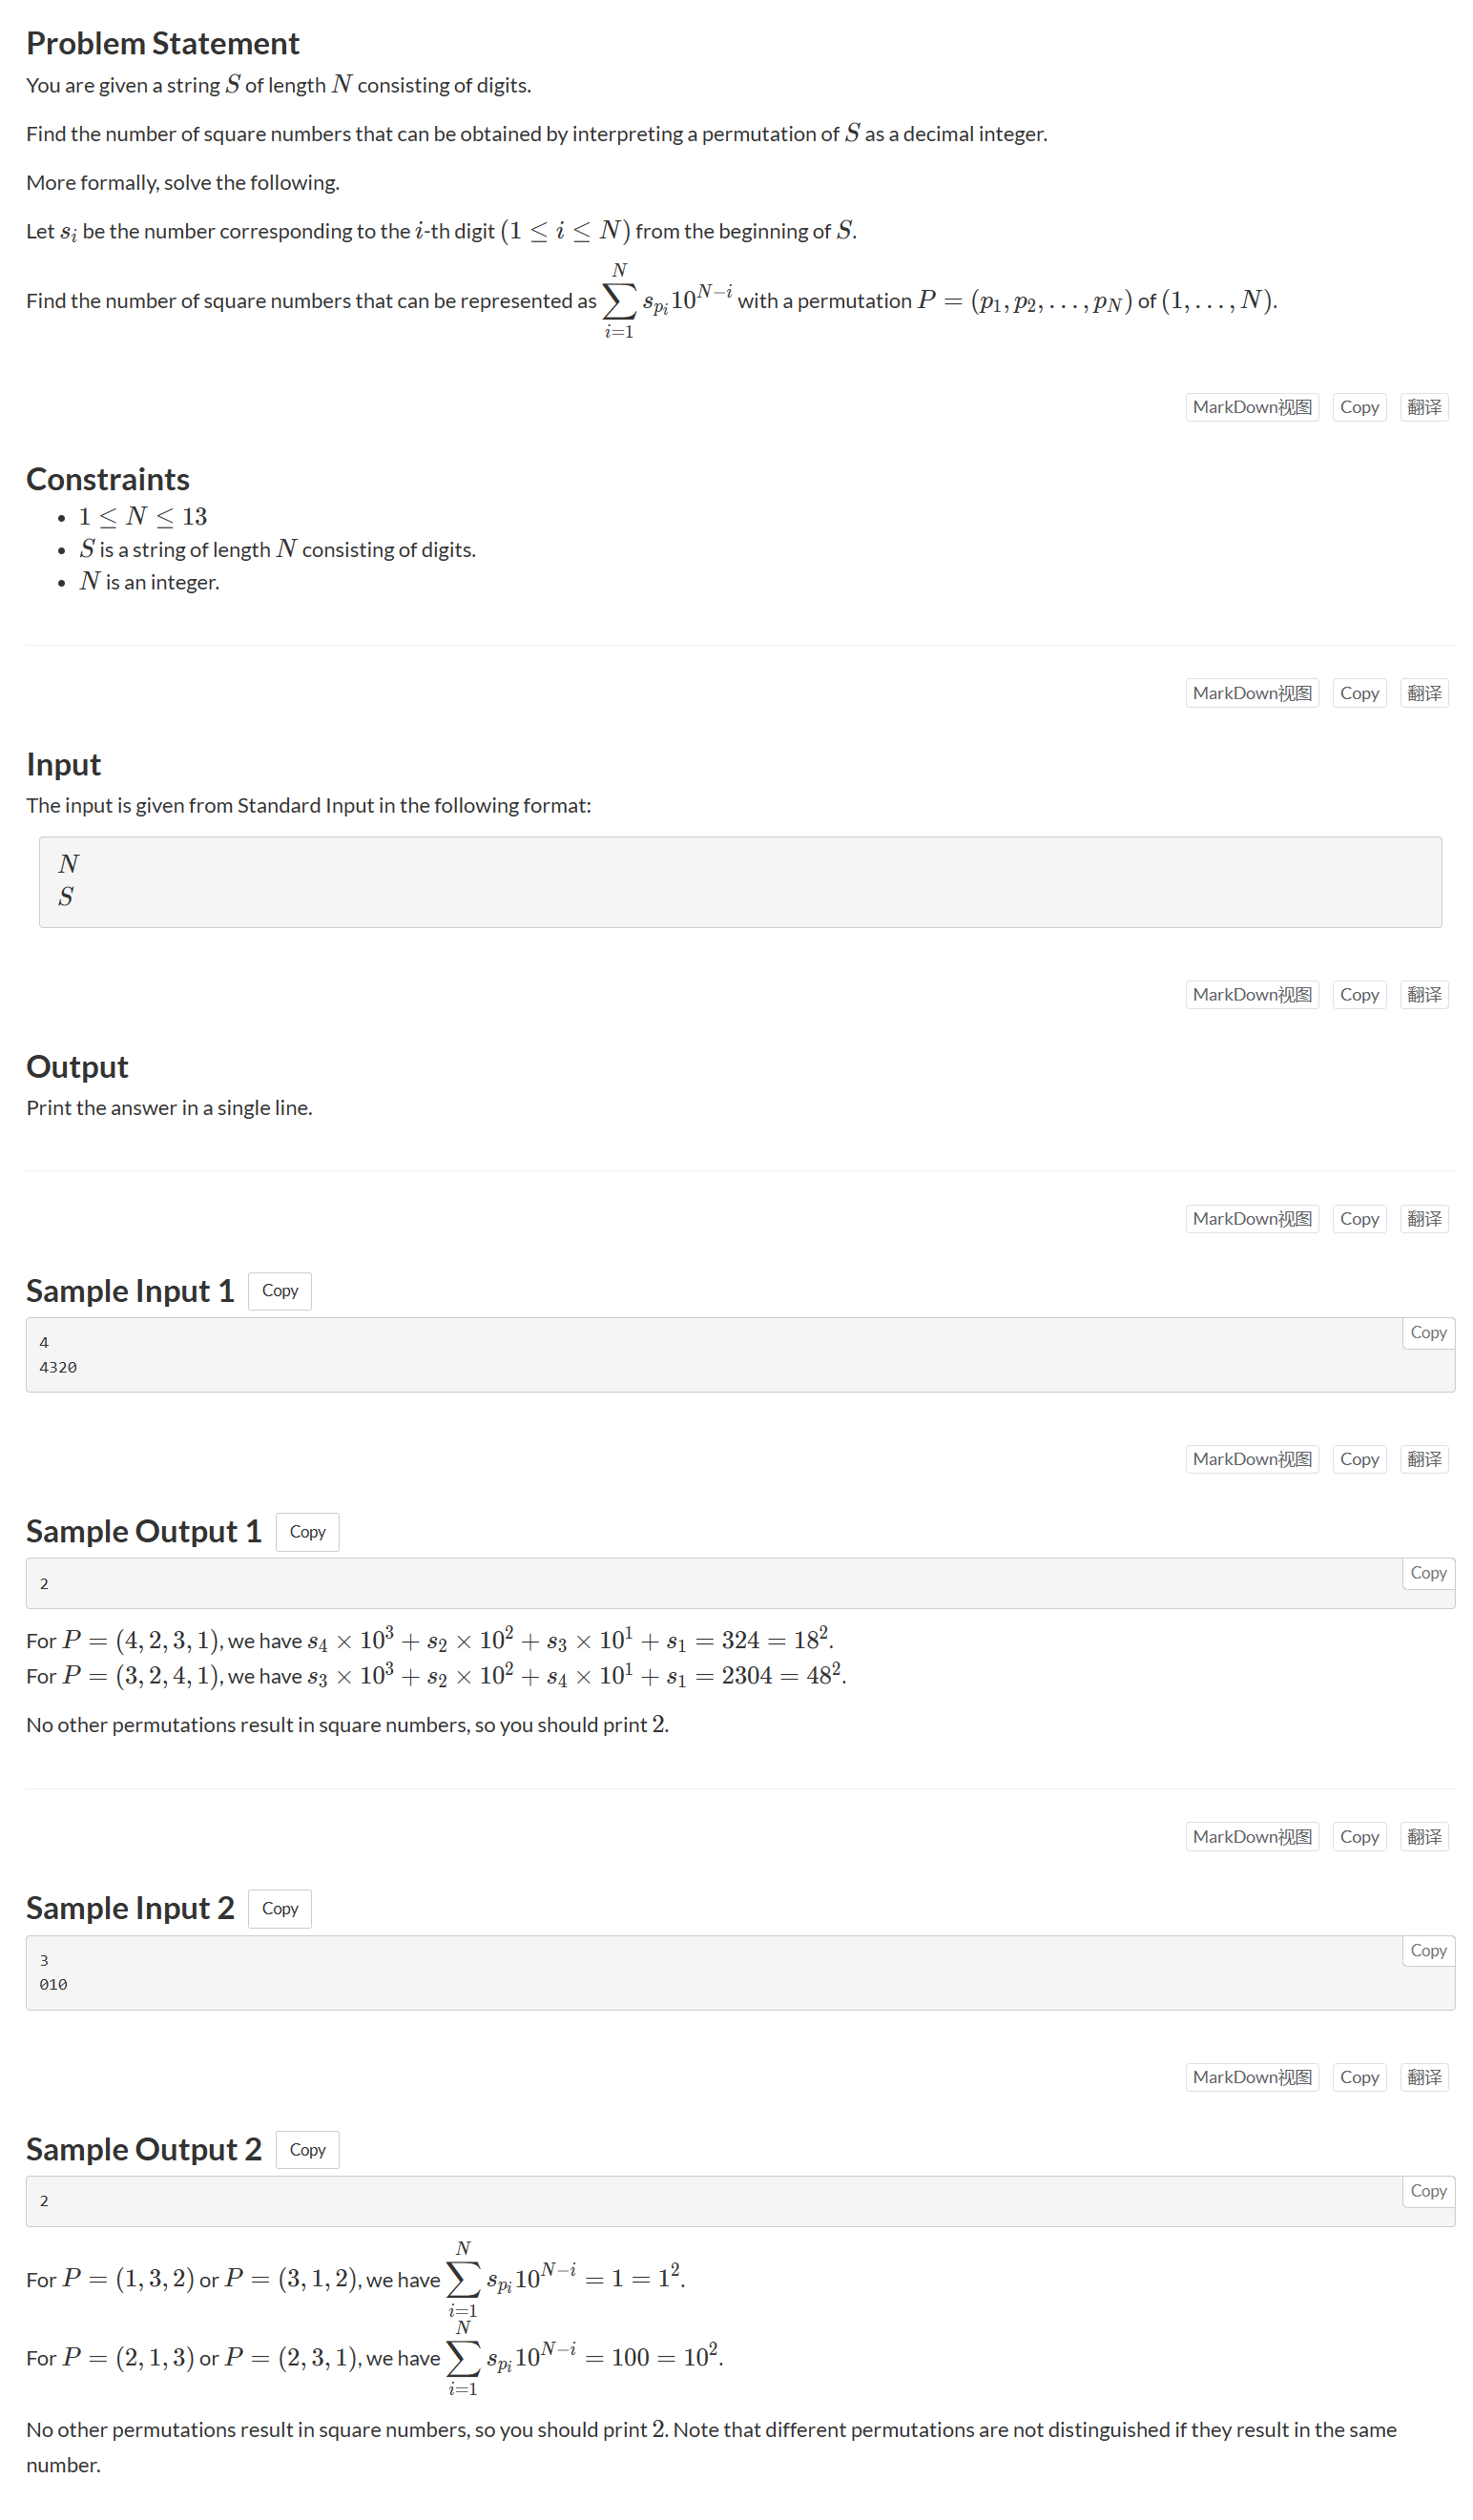 Problem Statement
You are given a string S of length N consisting of digits.
Find the number of square numbers that can be obtained by interpreting a permutation of S as a decimal integer.
More formally, solve the following.
Let s_i be the number corresponding to the i-th digit (1 ≤ i ≤ N) from the beginning of S.
Find the number of square numbers that can be represented as \sum_{i=1}^{N} s_{p_i} 10^{N-i} with a permutation P = (p_1, p_2, …, p_N) of (1, …, N).
MarkDown视图 Copy 翻译
Constraints
• 1 ≤ N ≤ 13
• S is a string of length N consisting of digits.
• N is an integer.
MarkDown视图 Copy 翻译
Input
The input is given from Standard Input in the following format:
N
S
MarkDown视图 Copy 翻译
Output
Print the answer in a single line.
MarkDown视图 Copy 翻译
Sample Input 1 Copy
Copy
4
4320
MarkDown视图 Copy 翻译
Sample Output 1 Copy
Copy
2
For P = (4, 2, 3, 1), we have s_4 × 10^3 + s_2 × 10^2 + s_3 × 10^1 + s_1 = 324 = 18^2.
For P = (3, 2, 4, 1), we have s_3 × 10^3 + s_2 × 10^2 + s_4 × 10^1 + s_1 = 2304 = 48^2.
No other permutations result in square numbers, so you should print 2.
MarkDown视图 Copy 翻译
Sample Input 2 Copy
Copy
3
010
MarkDown视图 Copy 翻译
Sample Output 2 Copy
Copy
2
For P = (1, 3, 2) or P = (3, 1, 2), we have \sum_{i=1}^{N} s_{p_i} 10^{N-i} = 1 = 1^2.
For P = (2, 1, 3) or P = (2, 3, 1), we have \sum_{i=1}^{N} s_{p_i} 10^{N-i} = 100 = 10^2.
No other permutations result in square numbers, so you should print 2. Note that different permutations are not distinguished if they result in the same
number.